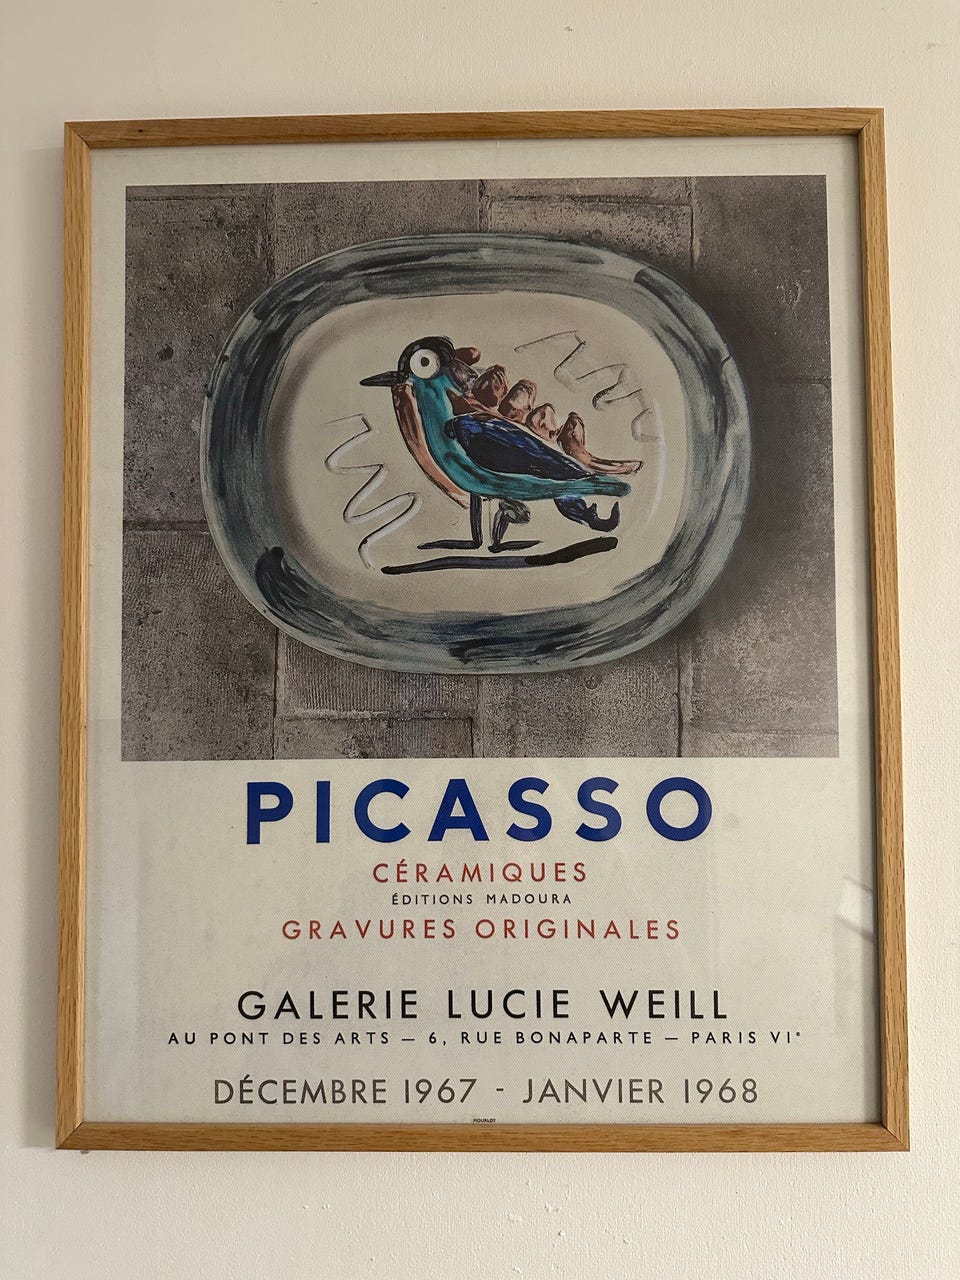 PICASSO
CÉRAMIQUES
ÉDITIONS MADOURA
GRAVURES ORIGINALES
GALERIE LUCIE WEILL
AU PONT DES ARTS — 6, RUE BONAPARTE — PARIS VIᵉ
DÉCEMBRE 1967 - JANVIER 1968
MOURLOT